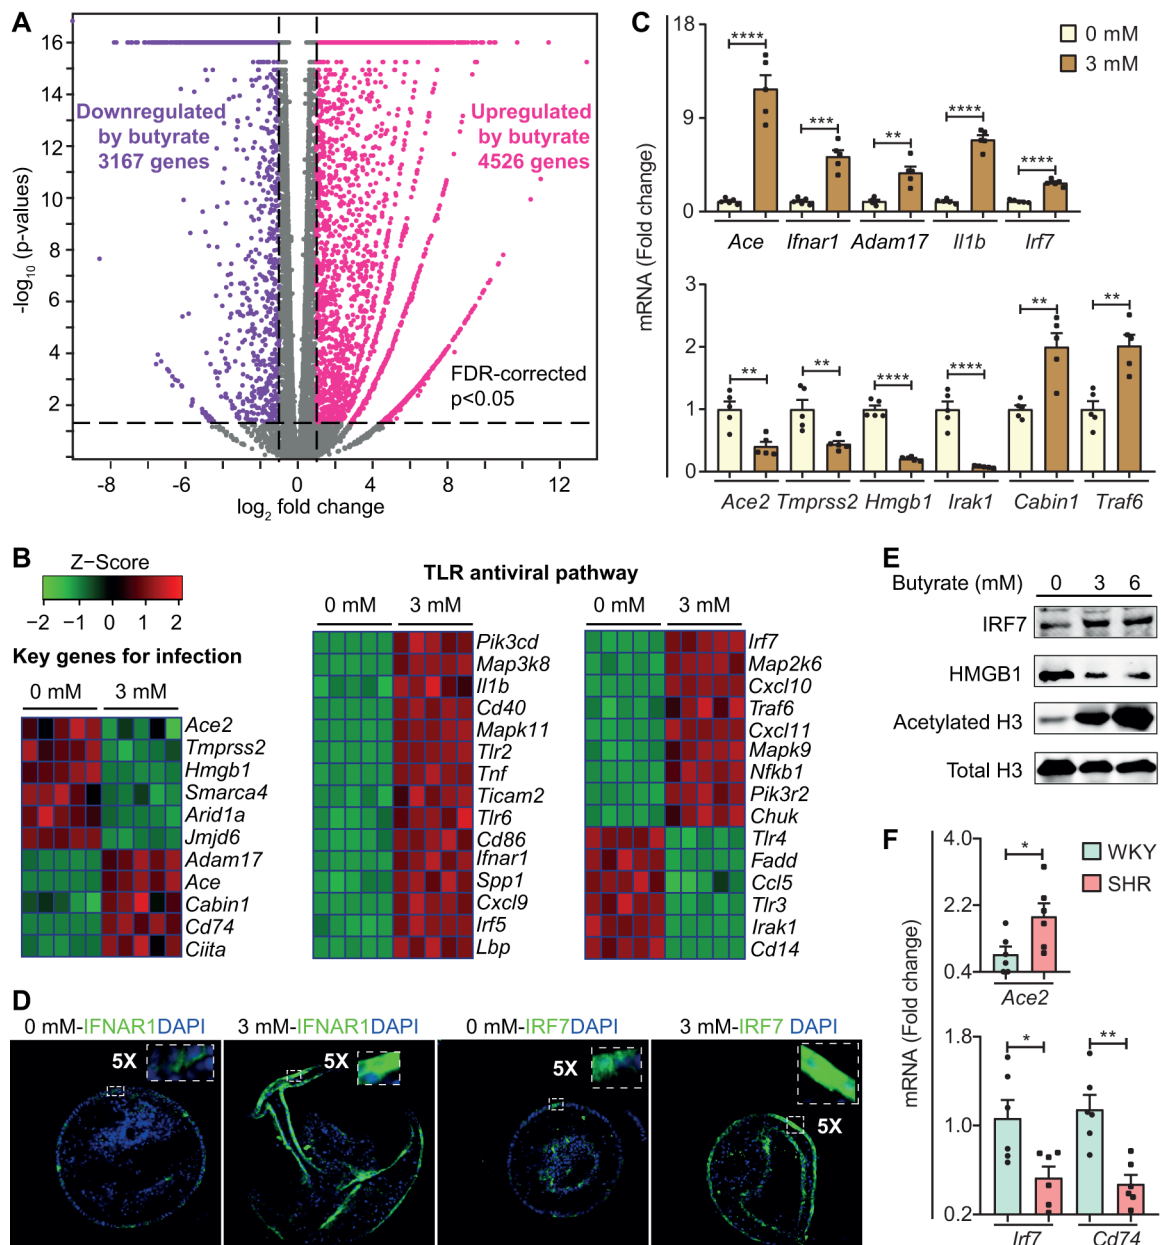 A
Downregulated
by butyrate
3167 genes
Upregulated
by butyrate
4526 genes
FDR-corrected
p<0.05
-log10 (p-values)
16
14
12
10
8
6
4
2
-8
-6
0
4
8
12
log2 fold change
B
Z−Score
−2 −1 0 1 2
Key genes for infection
0 mM 3 mM
Ace2
Tmprss2
Hmgb1
Smarca4
Arid1a
Jmjd6
Adam17
Ace
Cabin1
Cd74
Ciita
TLR antiviral pathway
0 mM 3 mM
Pik3cd
Map3k8
Il1b
Cd40
Mapk11
Tlr2
Tnf
Ticam2
Tlr6
Cd86
Ifnar1
Spp1
Cxcl9
Irf5
Lbp
0 mM 3 mM
Irf7
Map2k6
Cxcl10
Traf6
Cxcl11
Mapk9
Nfkb1
Pik3r2
Chuk
Tlr4
Fadd
Ccl5
Tlr3
Irak1
Cd14
C
mRNA (Fold change)
18
9
0
0 mM
3 mM
**** *** ** **** ****
Ace Ifnar1 Adam17 Il1b Irf7
3
2
1
0
** ** **** **** ** **
Ace2 Tmprss2 Hmgb1 Irak1 Cabin1 Traf6
D
0 mM-IFNAR1DAPI
5X
3 mM-IFNAR1DAPI
5X
0 mM-IRF7DAPI
5X
3 mM-IRF7 DAPI
5X
E
Butyrate (mM) 0 3 6
IRF7
HMGB1
Acetylated H3
Total H3
F
mRNA (Fold change)
4.0
2.2
0.4
*
WKY
SHR
Ace2
1.8
1.0
0.2
* **
Irf7 Cd74